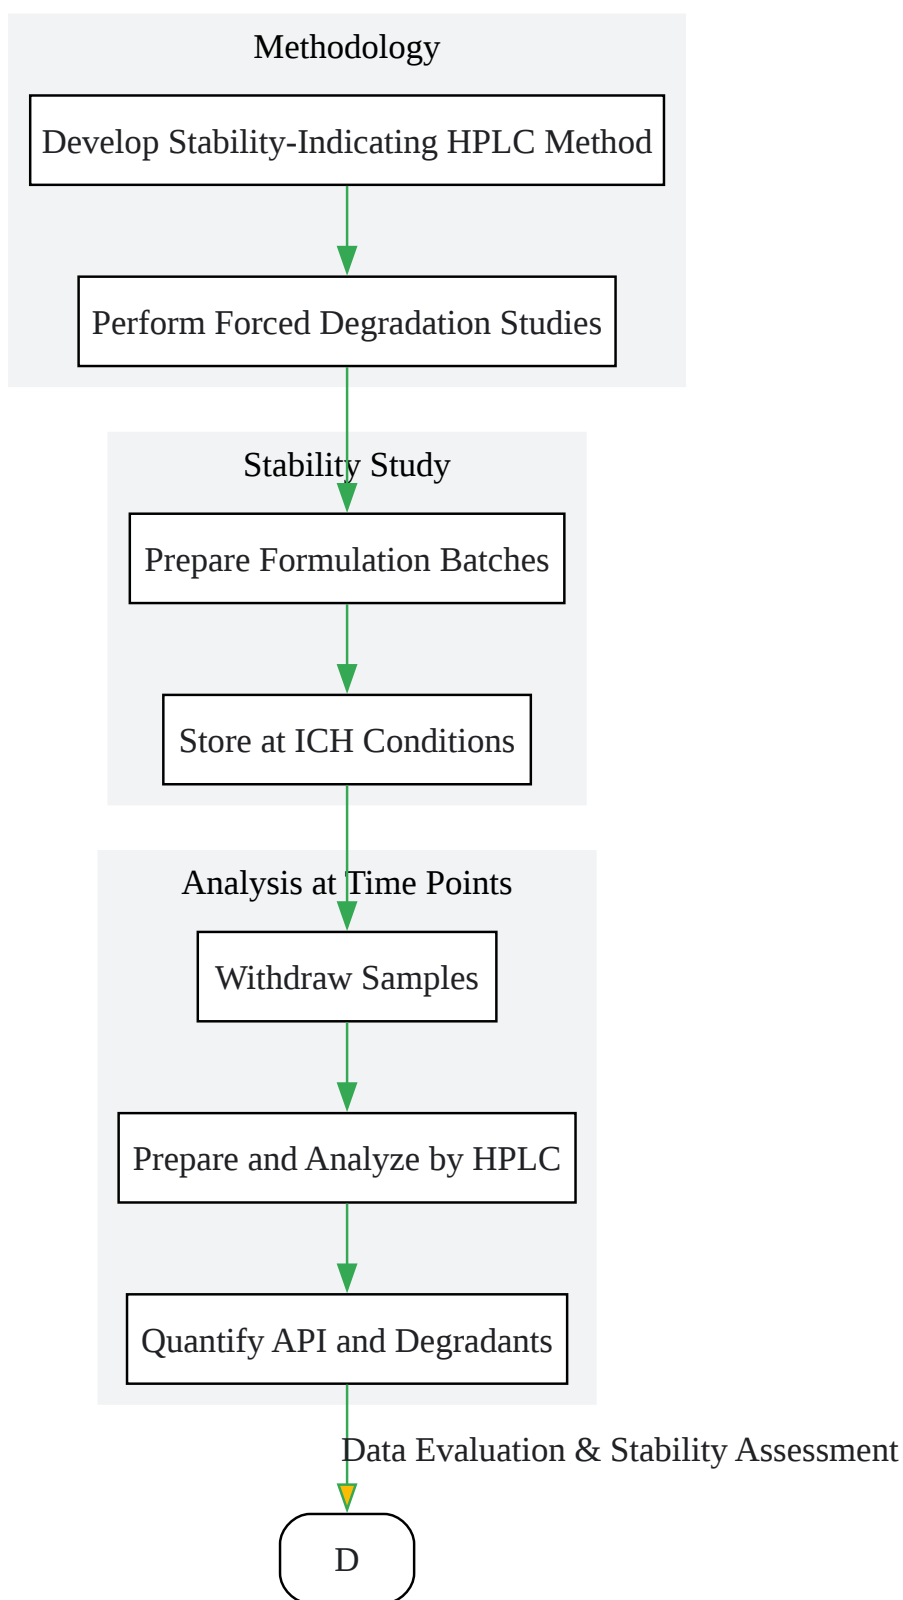 Methodology
Develop Stability-Indicating HPLC Method
Perform Forced Degradation Studies
Stability Study
Prepare Formulation Batches
Store at ICH Conditions
Analysis at Time Points
Withdraw Samples
Prepare and Analyze by HPLC
Quantify API and Degradants
Data Evaluation & Stability Assessment
D